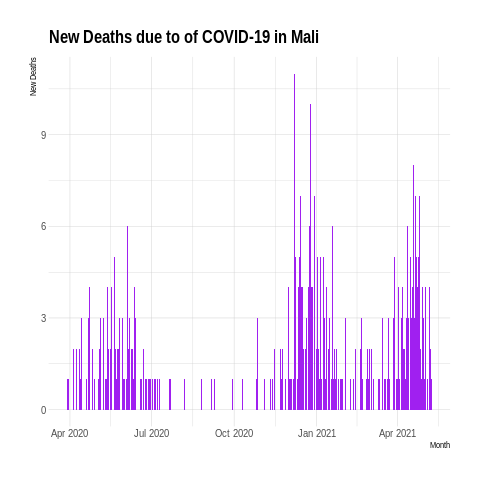 New Deaths due to of COVID-19 in Mali
New Deaths
9
6
3
0
Apr 2020 Jul 2020 Oct 2020 Jan 2021 Apr 2021
Month